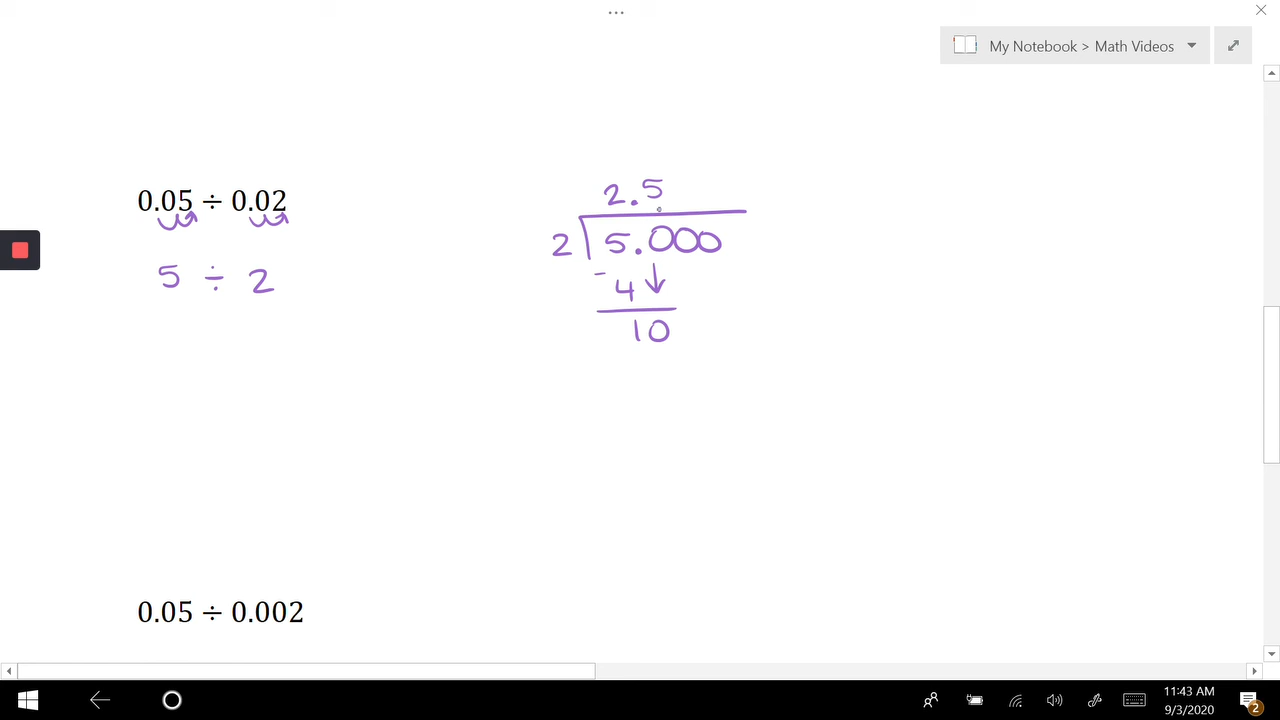 My Notebook > Math Videos
0.05 ÷ 0.02
5 ÷ 2
2.5
2 5.000
- 4
10
0.05 ÷ 0.002
11:43 AM
9/3/2020
2